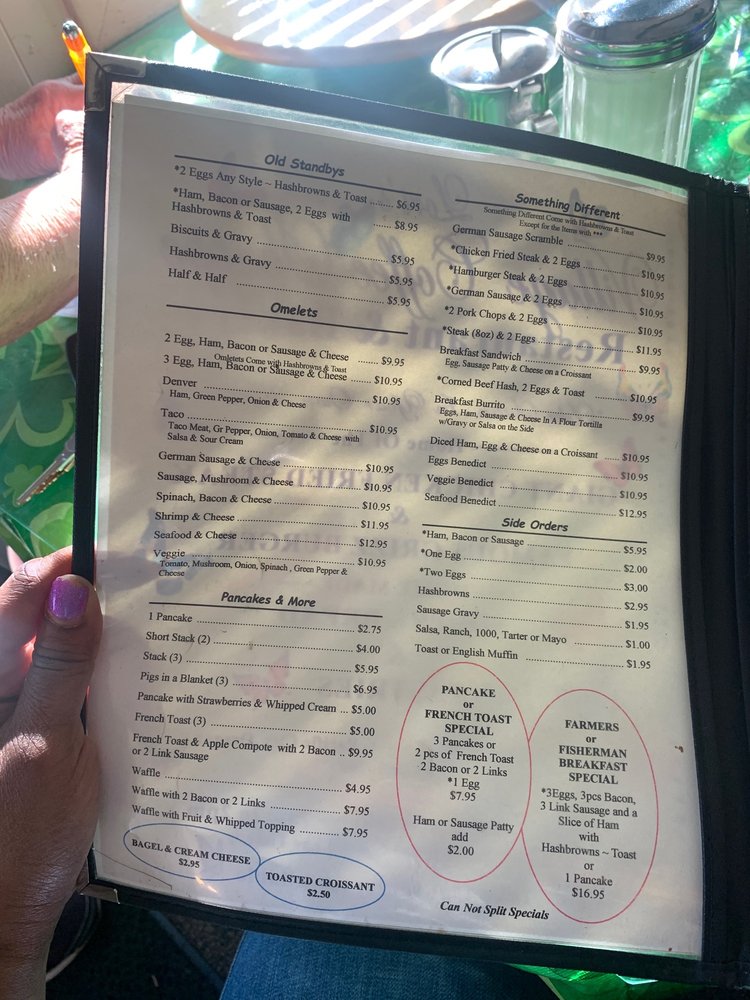 Old Standbys
*2 Eggs Any Style ~ Hashbrowns & Toast ........ $6.95
*Ham, Bacon or Sausage, 2 Eggs with ...... $8.95
Hashbrowns & Toast
Biscuits & Gravy ........ $5.95
Hashbrowns & Gravy ........ $5.95
Half & Half ........ $5.95
Omelets
2 Egg, Ham, Bacon or Sausage & Cheese ...... $9.95
Omletets Come with Hashbrowns & Toast
3 Egg, Ham, Bacon or Sausage & Cheese ........ $10.95
Denver ........ $10.95
Ham, Green Pepper, Onion & Cheese
Taco ........ $10.95
Taco Meat, Gr Pepper, Onion, Tomato & Cheese with
Salsa & Sour Cream
German Sausage & Cheese ........ $10.95
Sausage, Mushroom & Cheese ........ $10.95
Spinach, Bacon & Cheese ........ $10.95
Shrimp & Cheese ........ $11.95
Seafood & Cheese ........ $12.95
Veggie ........ $10.95
Tomato, Mushroom, Onion, Spinach , Green Pepper &
Cheese
Pancakes & More
1 Pancake ........ $2.75
Short Stack (2) ........ $4.00
Stack (3) ........ $5.95
Pigs in a Blanket (3) ........ $6.95
Pancake with Strawberries & Whipped Cream ... $5.00
French Toast (3) ........ $5.00
French Toast & Apple Compote with 2 Bacon .. $9.95
or 2 Link Sausage
Waffle ........ $4.95
Waffle with 2 Bacon or 2 Links ........ $7.95
Waffle with Fruit & Whipped Topping ........ $7.95
BAGEL & CREAM CHEESE
$2.95
TOASTED CROISSANT
$2.50
Something Different
Something Different Come with Hashbrowns & Toast
Except for the Items with ***
German Sausage Scramble ........ $9.95
*Chicken Fried Steak & 2 Eggs ........ $10.95
*Hamburger Steak & 2 Eggs ........ $10.95
*German Sausage & 2 Eggs ........ $10.95
*2 Pork Chops & 2 Eggs ........ $10.95
*Steak (8oz) & 2 Eggs ........ $11.95
Breakfast Sandwich ........ $9.95
Egg, Sausage Patty & Cheese on a Croissant
*Corned Beef Hash, 2 Eggs & Toast ........ $10.95
Breakfast Burrito ........ $9.95
Eggs, Ham, Sausage & Cheese In A Flour Tortilla
w/Gravy or Salsa on the Side
Diced Ham, Egg & Cheese on a Croissant ...... $10.95
Eggs Benedict ........ $10.95
Veggie Benedict ........ $10.95
Seafood Benedict ........ $12.95
Side Orders
*Ham, Bacon or Sausage ........ $5.95
*One Egg ........ $2.00
*Two Eggs ........ $3.00
Hashbrowns ........ $2.95
Sausage Gravy ........ $1.95
Salsa, Ranch, 1000, Tarter or Mayo ........ $1.00
Toast or English Muffin ........ $1.95
PANCAKE
or
FRENCH TOAST
SPECIAL
3 Pancakes or
2 pcs of French Toast
2 Bacon or 2 Links
*1 Egg
$7.95
Ham or Sausage Patty
add
$2.00
FARMERS
or
FISHERMAN
BREAKFAST
SPECIAL
*3Eggs, 3pcs Bacon,
3 Link Sausage and a
Slice of Ham
with
Hashbrowns ~ Toast
or
1 Pancake
$16.95
Can Not Split Specials